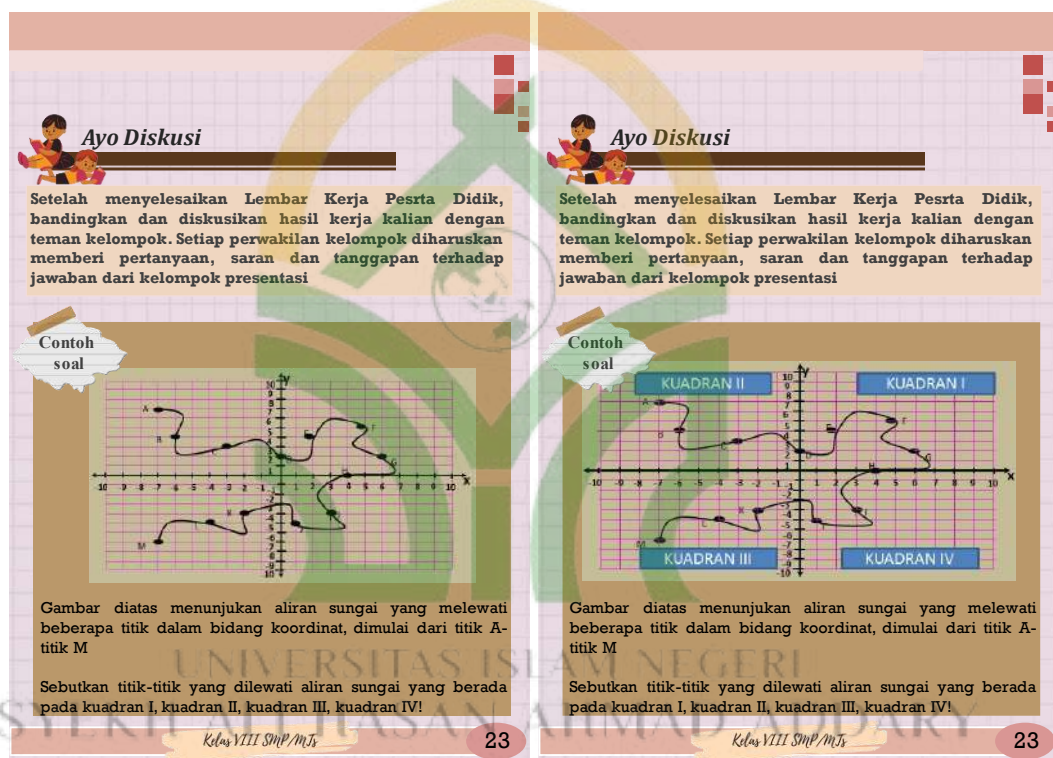 Ayo Diskusi
Setelah menyelesaikan Lembar Kerja Pesrta Didik,
bandingkan dan diskusikan hasil kerja kalian dengan
teman kelompok. Setiap perwakilan kelompok diharuskan
memberi pertanyaan, saran dan tanggapan terhadap
jawaban dari kelompok presentasi
Contoh
soal
Gambar diatas menunjukan aliran sungai yang melewati
beberapa titik dalam bidang koordinat, dimulai dari titik A-
titik M
Sebutkan titik-titik yang dilewati aliran sungai yang berada
pada kuadran I, kuadran II, kuadran III, kuadran IV!
Kelas VIII SMP/MTs
23
Ayo Diskusi
Setelah menyelesaikan Lembar Kerja Pesrta Didik,
bandingkan dan diskusikan hasil kerja kalian dengan
teman kelompok. Setiap perwakilan kelompok diharuskan
memberi pertanyaan, saran dan tanggapan terhadap
jawaban dari kelompok presentasi
Contoh
soal
KUADRAN II
KUADRAN I
KUADRAN III
KUADRAN IV
Gambar diatas menunjukan aliran sungai yang melewati
beberapa titik dalam bidang koordinat, dimulai dari titik A-
titik M
Sebutkan titik-titik yang dilewati aliran sungai yang berada
pada kuadran I, kuadran II, kuadran III, kuadran IV!
Kelas VIII SMP/MTs
23
UNIVERSITAS ISLAM NEGERI
SYEKH ALI HASAN AHMAD ADDARY